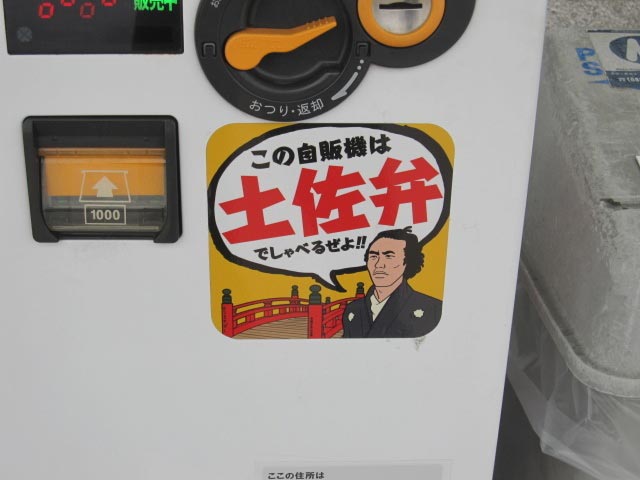 販売中
おつり・返却
1000
この自販機は
土佐弁
でしゃべるぜよ!!
ここの住所は
PS